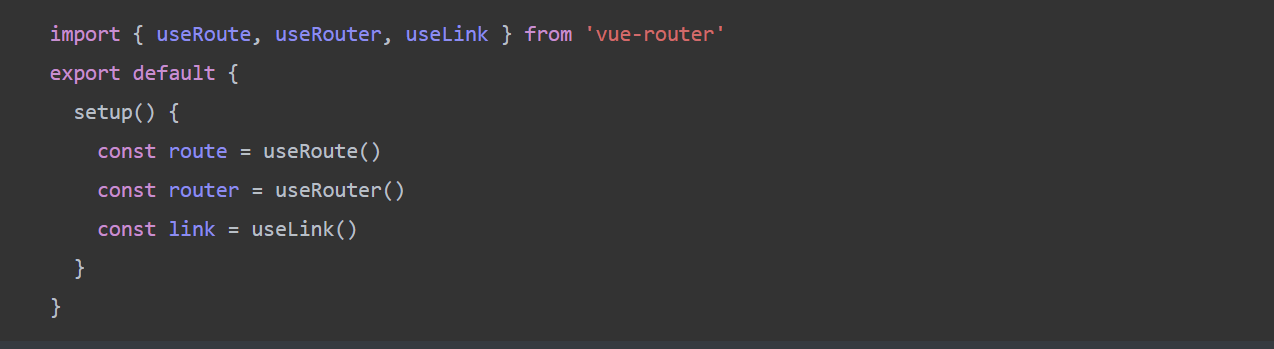 import { useRoute, useRouter, useLink } from 'vue-router'
export default {
  setup() {
    const route = useRoute()
    const router = useRouter()
    const link = useLink()
  }
}